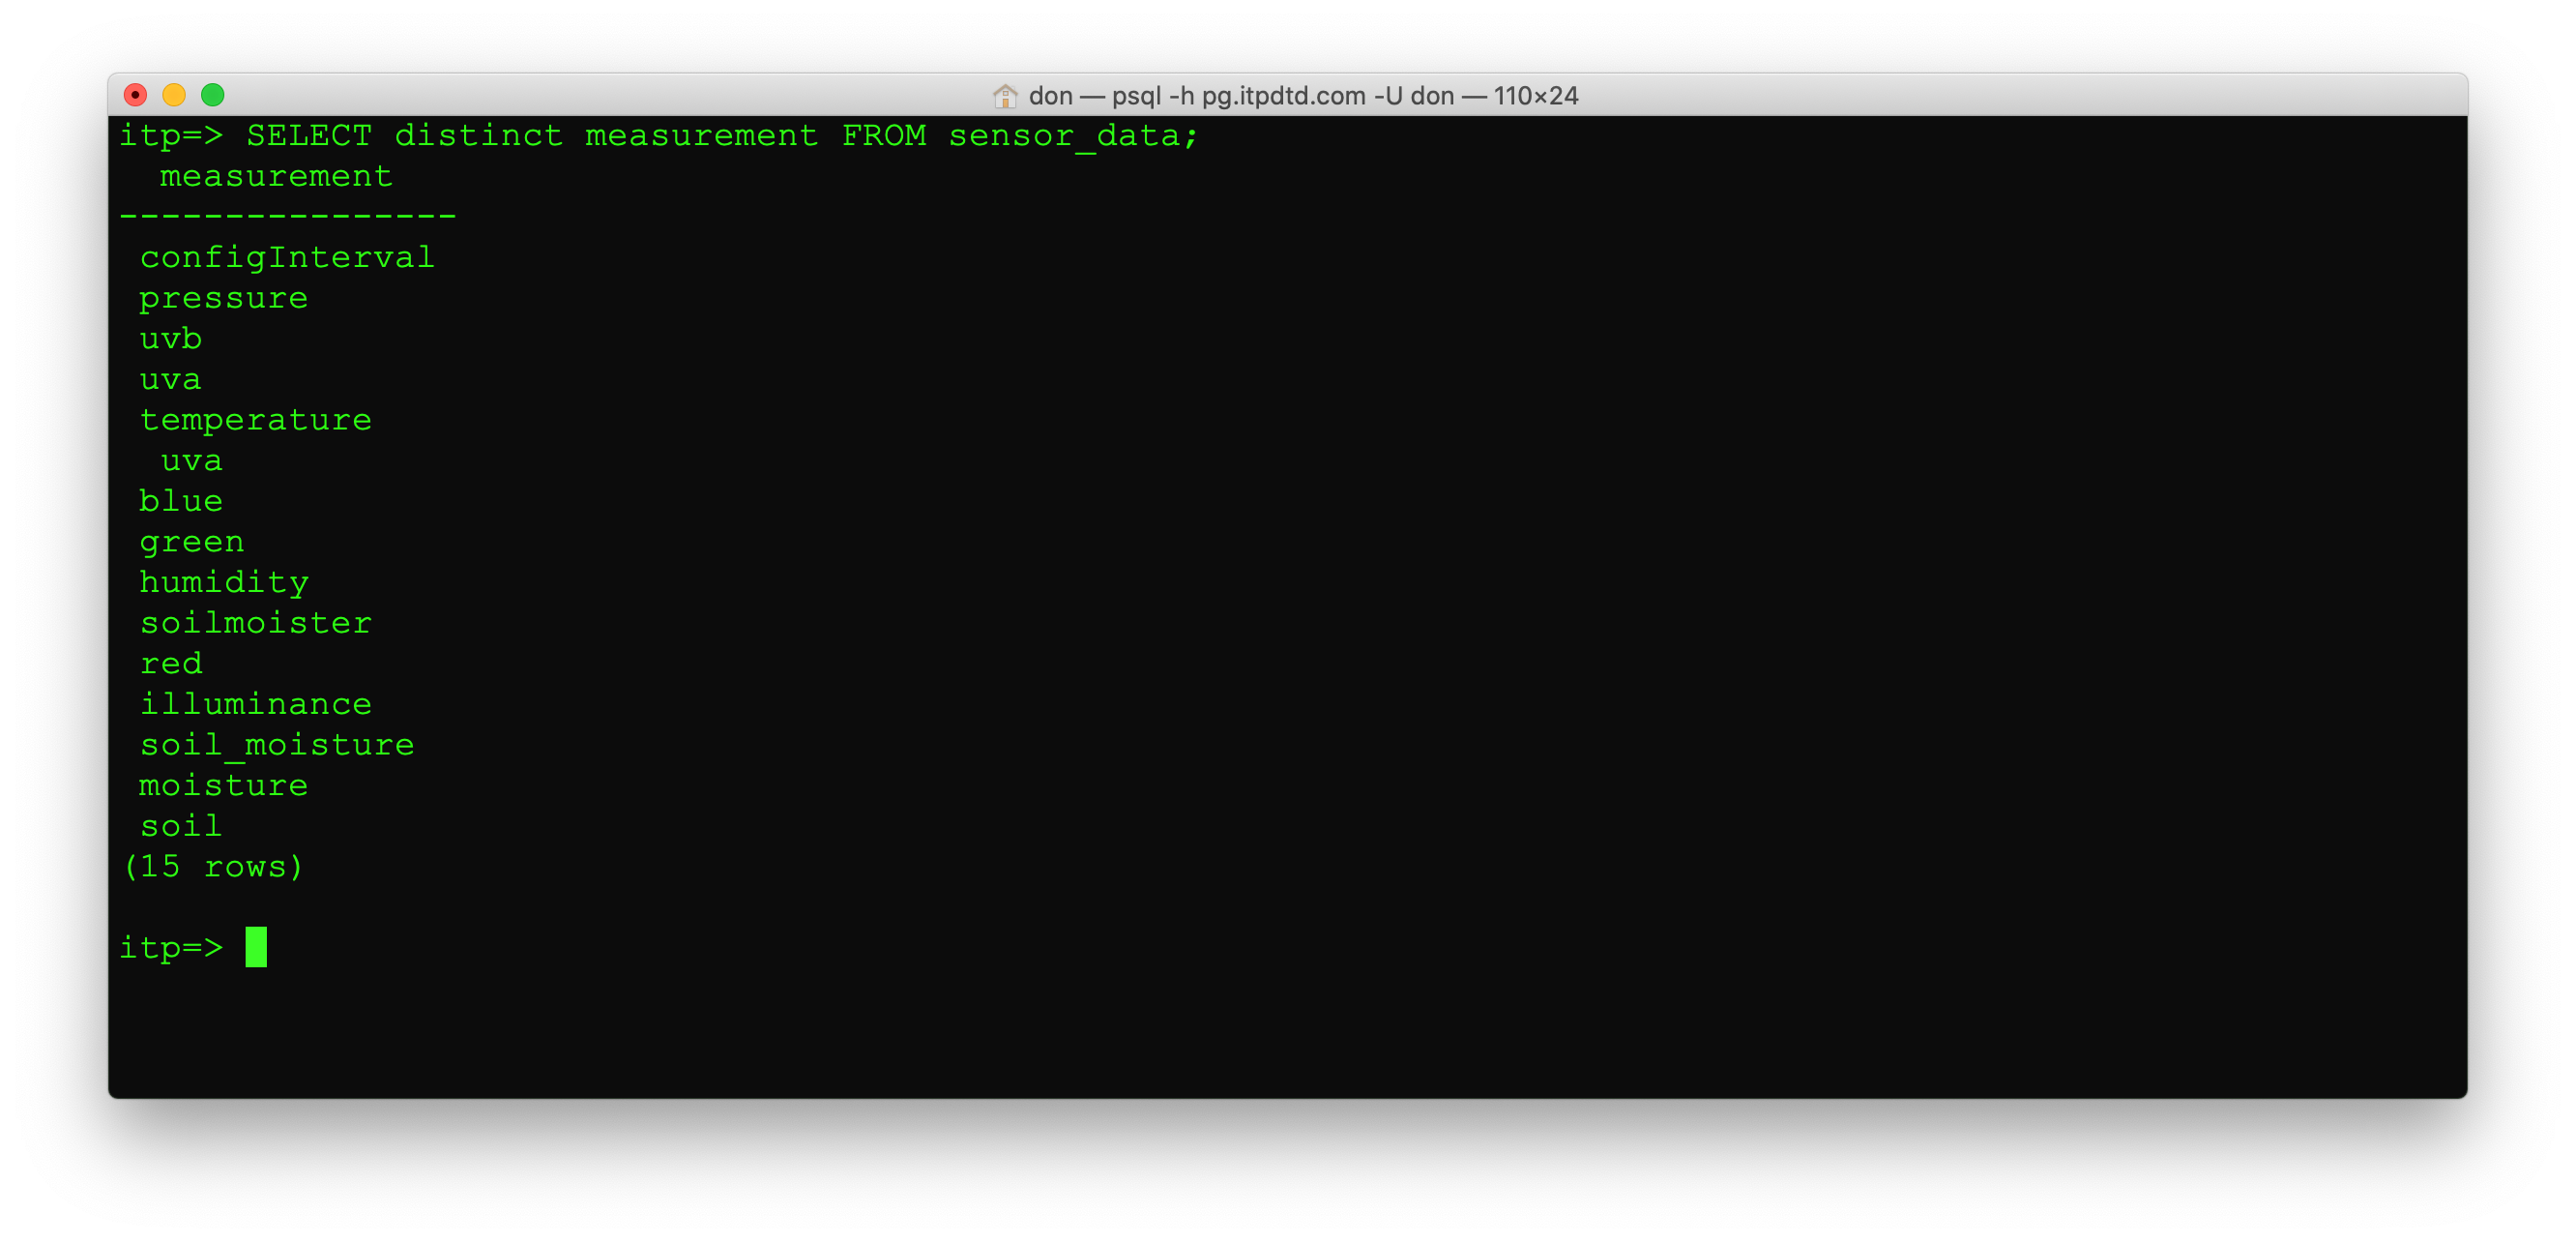 don — psql -h pg.itpdtd.com -U don — 110×24
itp=> SELECT distinct measurement FROM sensor_data;
  measurement
----------------
 configInterval
 pressure
 uvb
 uva
 temperature
  uva
 blue
 green
 humidity
 soilmoister
 red
 illuminance
 soil_moisture
 moisture
 soil
(15 rows)

itp=>